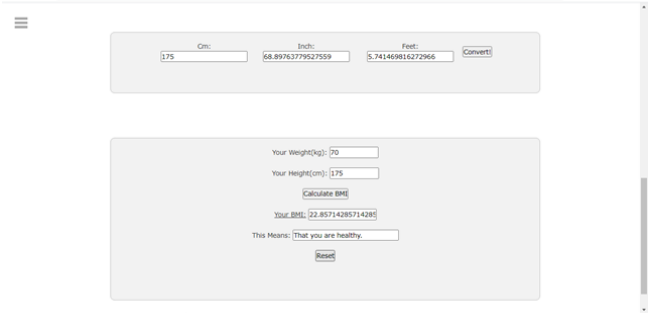 Cm: Inch: Feet:
175 68.89763779527559 5.741469816272966 Convert!
Your Weight(kg): 70
Your Height(cm): 175
Calculate BMI
Your BMI: 22.85714285714285
This Means: That you are healthy.
Reset